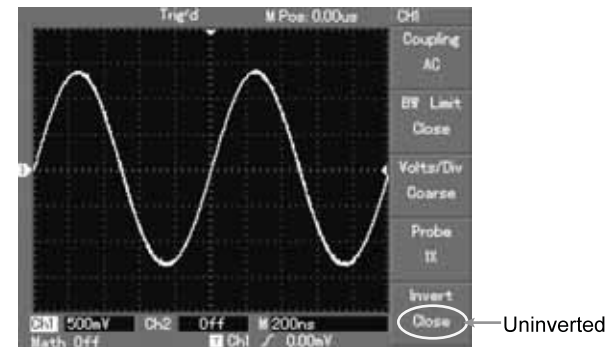 Trig'd M Pos: 0.00us CH1
Coupling
AC
BW Limit
Close
Volts/Div
Coarse
Probe
1X
Invert
Close
Uninverted
1
Ch1 500mV Ch2 Off M 200ns
Math Off T Ch1 / 0.00mV